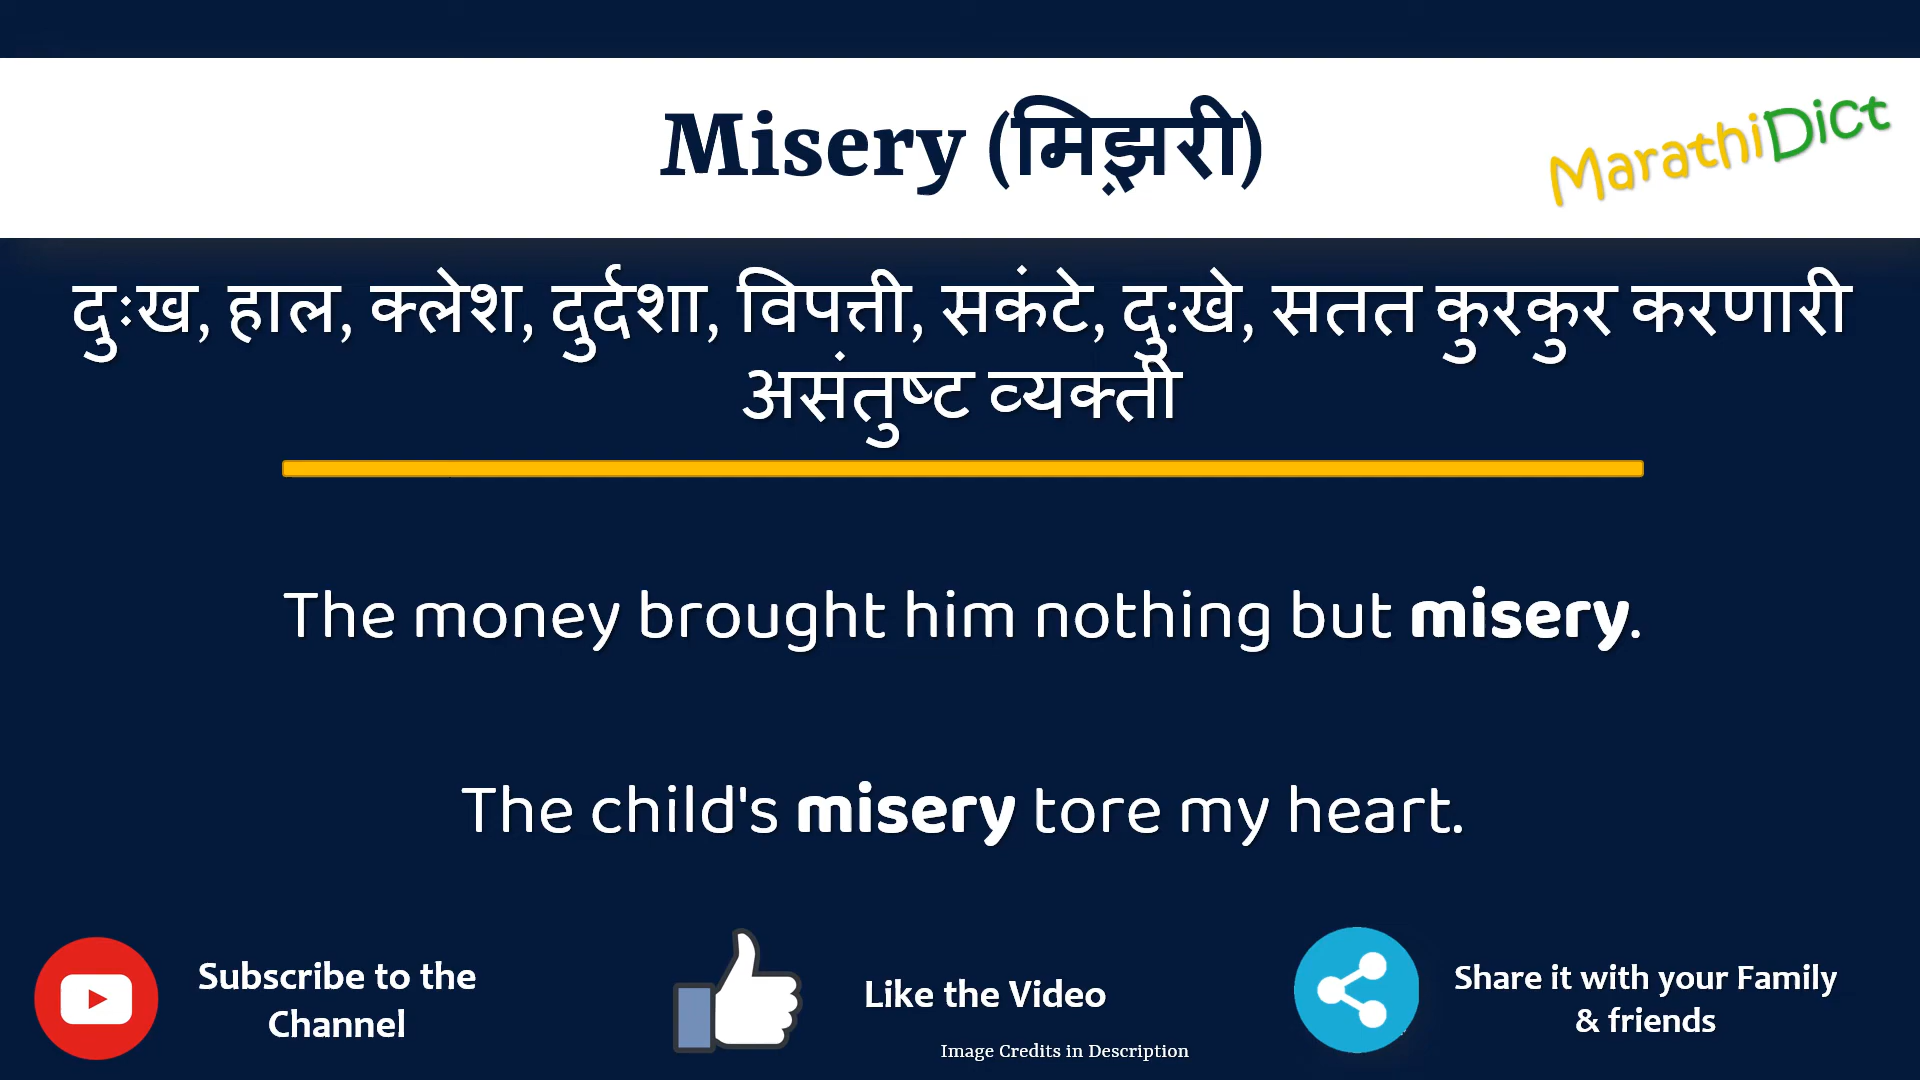 Misery (मिझ़री)
MarathiDict
दुःख, हाल, क्लेश, दुर्दशा, विपत्ती, सकंटे, दु:खे, सतत कुरकुर करणारी
असंतुष्ट व्यक्ती
The money brought him nothing but misery.
The child's misery tore my heart.
Subscribe to the
Channel
Like the Video
Share it with your Family
& friends
Image Credits in Description